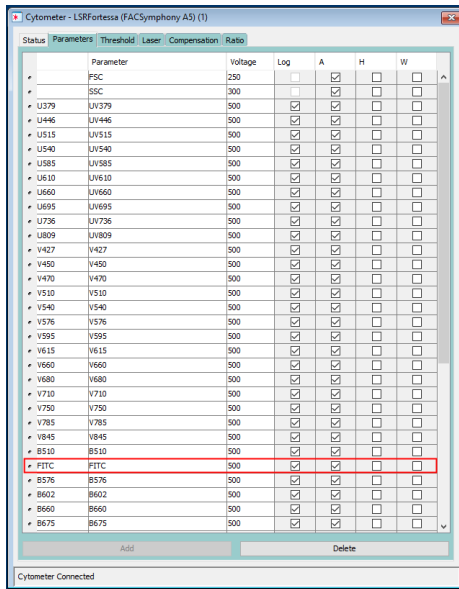 Cytometer - LSRFortessa (FACSymphony A5) (1)
Status Parameters Threshold Laser Compensation Ratio
Parameter Voltage Log A H W
FSC 250
SSC 300
U379 UV379 500
U446 UV446 500
U515 UV515 500
U540 UV540 500
U585 UV585 500
U610 UV610 500
U660 UV660 500
U695 UV695 500
U736 UV736 500
U809 UV809 500
V427 V427 500
V450 V450 500
V470 V470 500
V510 V510 500
V540 V540 500
V576 V576 500
V595 V595 500
V615 V615 500
V660 V660 500
V680 V680 500
V710 V710 500
V750 V750 500
V785 V785 500
V845 V845 500
B510 B510 500
FITC FITC 500
B576 B576 500
B602 B602 500
B660 B660 500
B675 B675 500
Add Delete
Cytometer Connected